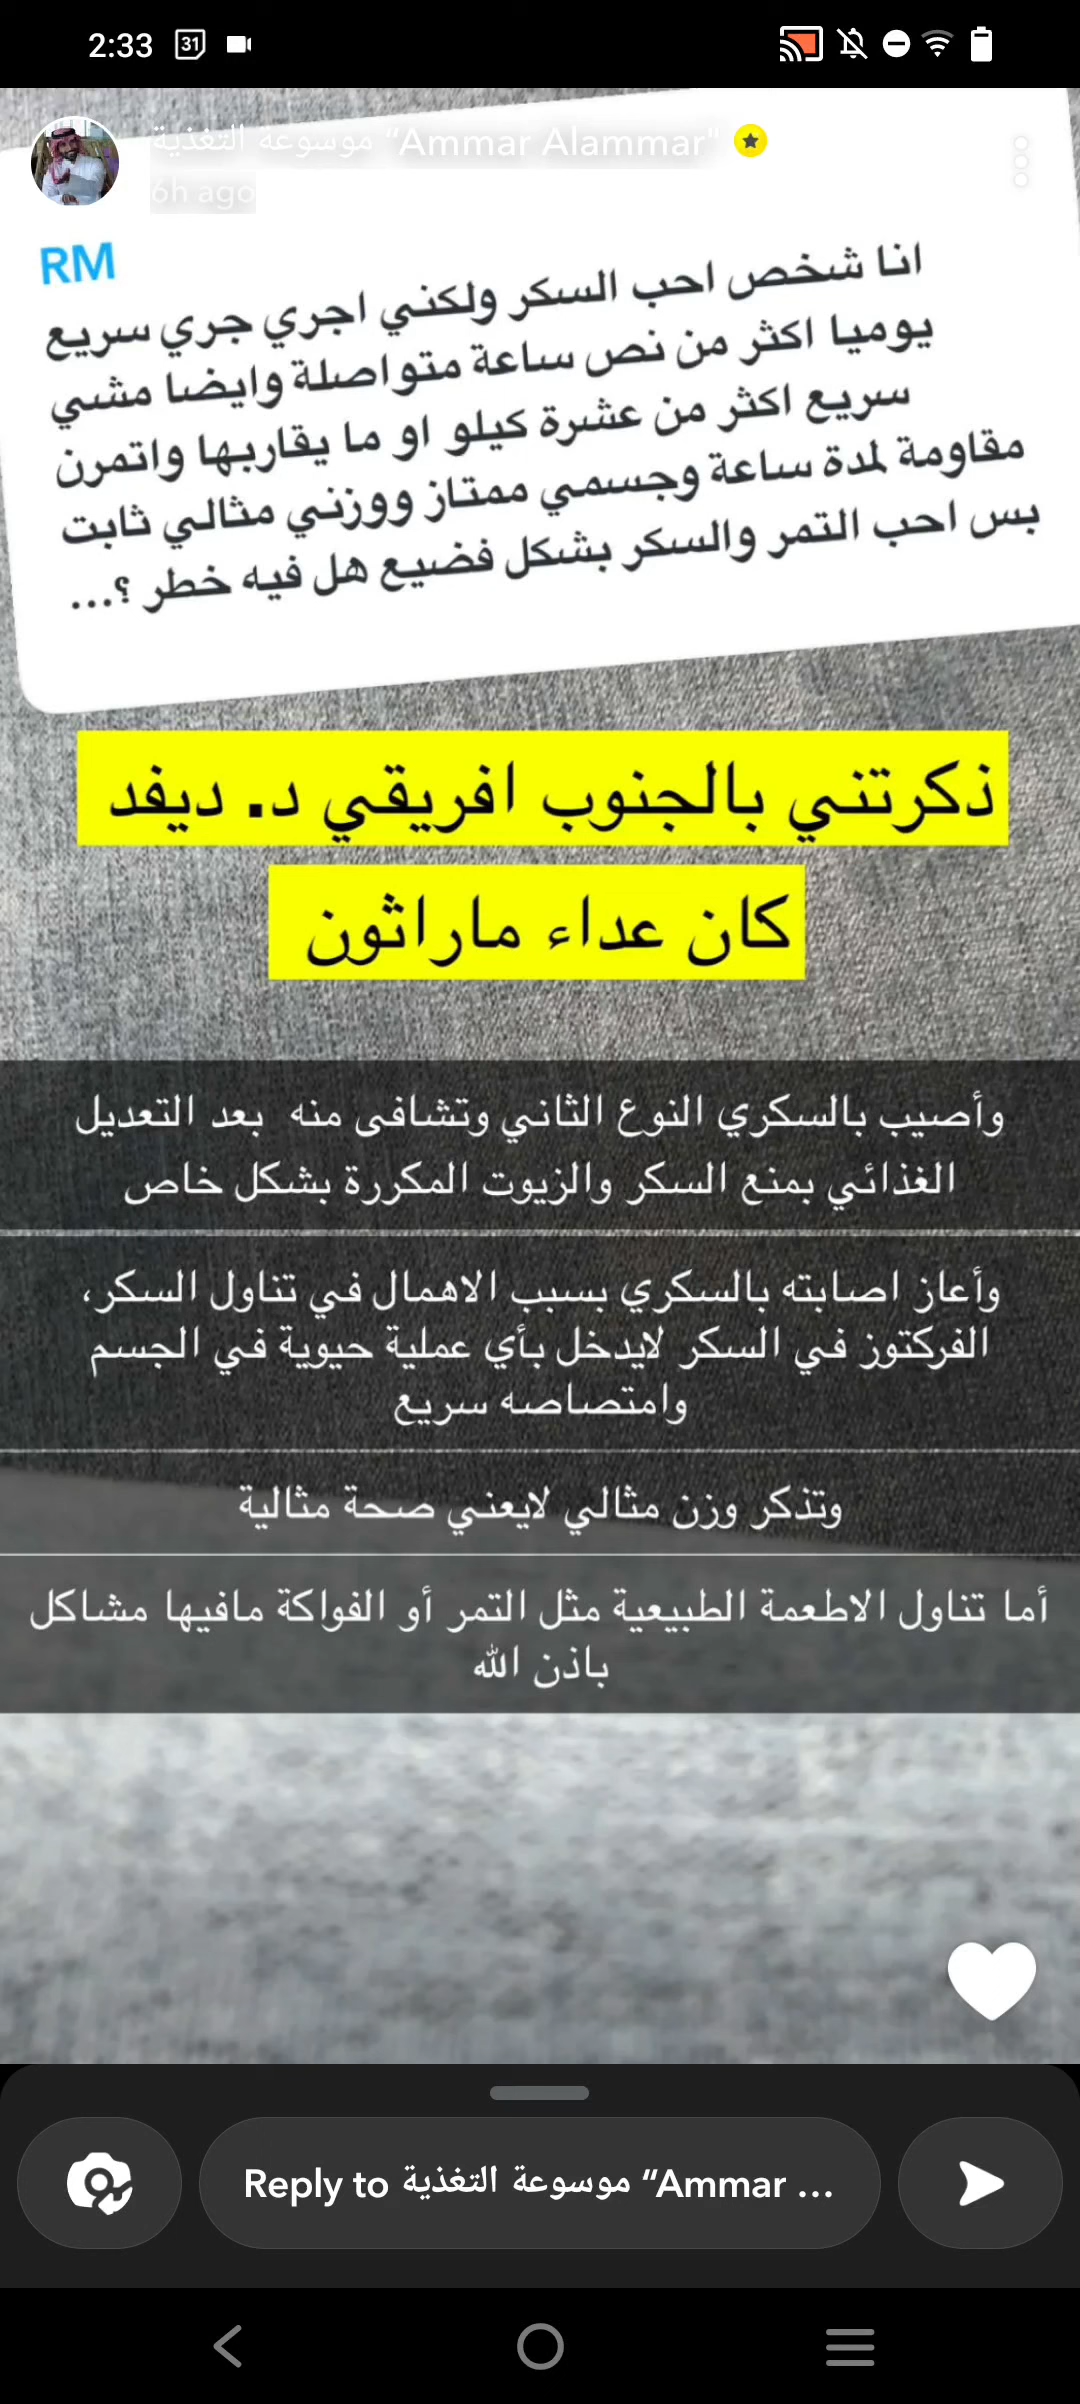 2:33
31
موسوعة التغذية “Ammar Alammar"
6h ago
RM
انا شخص احب السكر ولكني اجري جري سريع
يوميا اكثر من نص ساعة متواصلة وايضا مشي
سريع اكثر من عشرة كيلو او ما يقاربها واتمرن
مقاومة لمدة ساعة وجسمي ممتاز ووزني مثالي ثابت
بس احب التمر والسكر بشكل فضيع هل فيه خطر ؟...
ذكرتني بالجنوب افريقي د. ديفد
كان عداء ماراثون
وأصيب بالسكري النوع الثاني وتشافى منه بعد التعديل
الغذائي بمنع السكر والزيوت المكررة بشكل خاص
وأعاز اصابته بالسكري بسبب الاهمال في تناول السكر،
الفركتوز في السكر لايدخل بأي عملية حيوية في الجسم
وامتصاصه سريع
وتذكر وزن مثالي لايعني صحة مثالية
أما تناول الاطعمة الطبيعية مثل التمر أو الفواكة مافيها مشاكل
باذن الله
Reply to موسوعة التغذية “Ammar ...